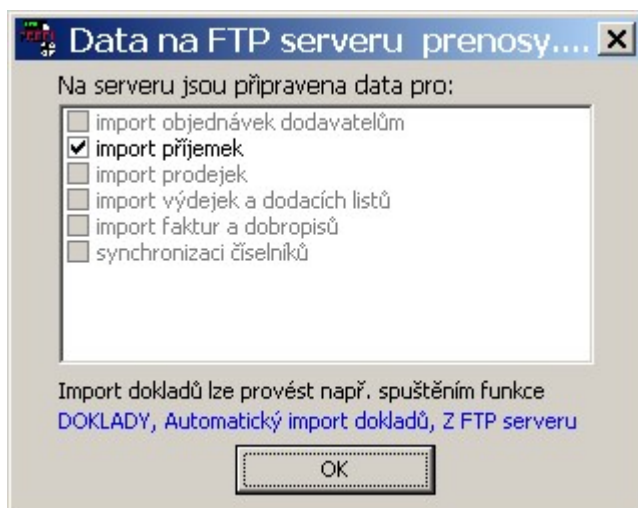 Data na FTP serveru prenosy....
Na serveru jsou připravena data pro:
import objednávek dodavatelům
import příjemek
import prodejek
import výdejek a dodacích listů
import faktur a dobropisů
synchronizaci číselníků
Import dokladů lze provést např. spuštěním funkce
DOKLADY, Automatický import dokladů, Z FTP serveru
OK